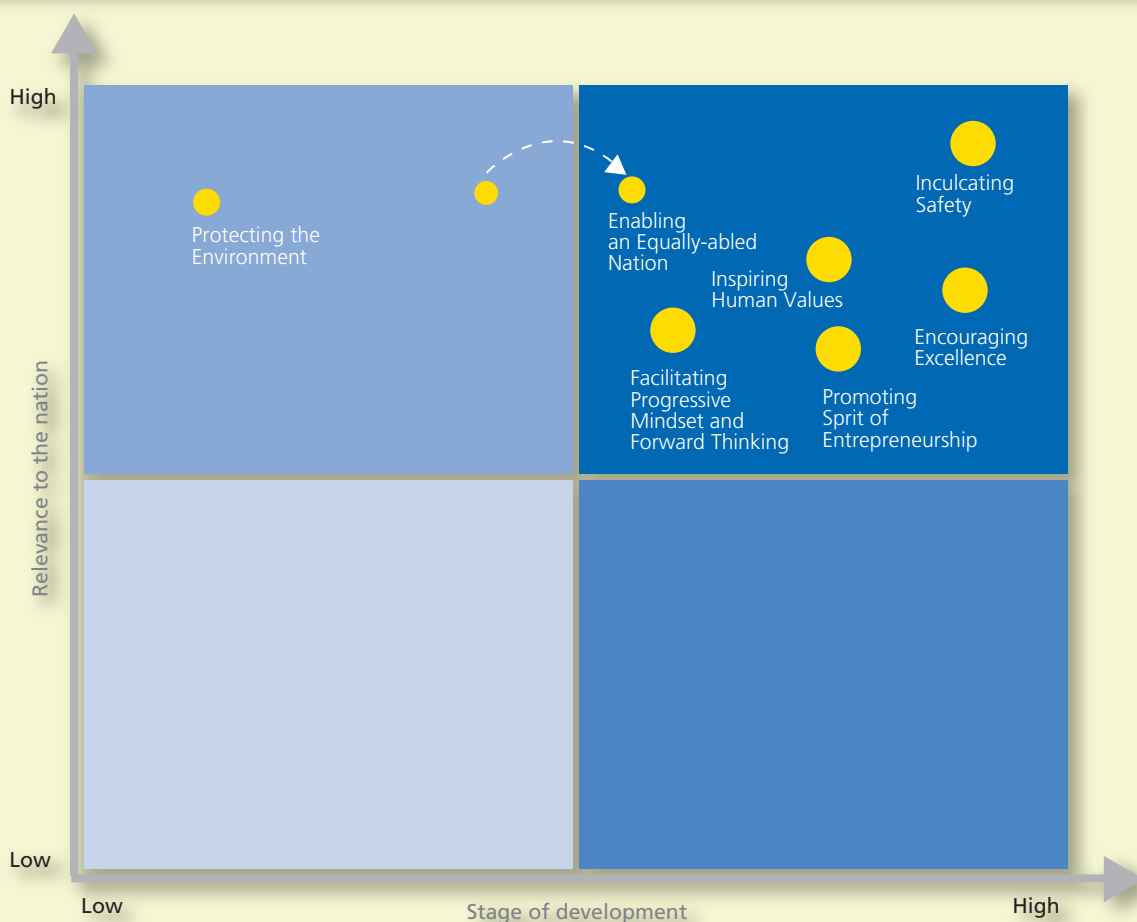 High
Inculcating
Safety
Enabling
an Equally-abled
Nation
Protecting the
Environment
Inspiring
Human Values
Encouraging
Excellence
Facilitating
Progressive
Mindset and
Forward Thinking
Promoting
Sprit of
Entrepreneurship
Relevance to the nation
Low
Low
Stage of development
High